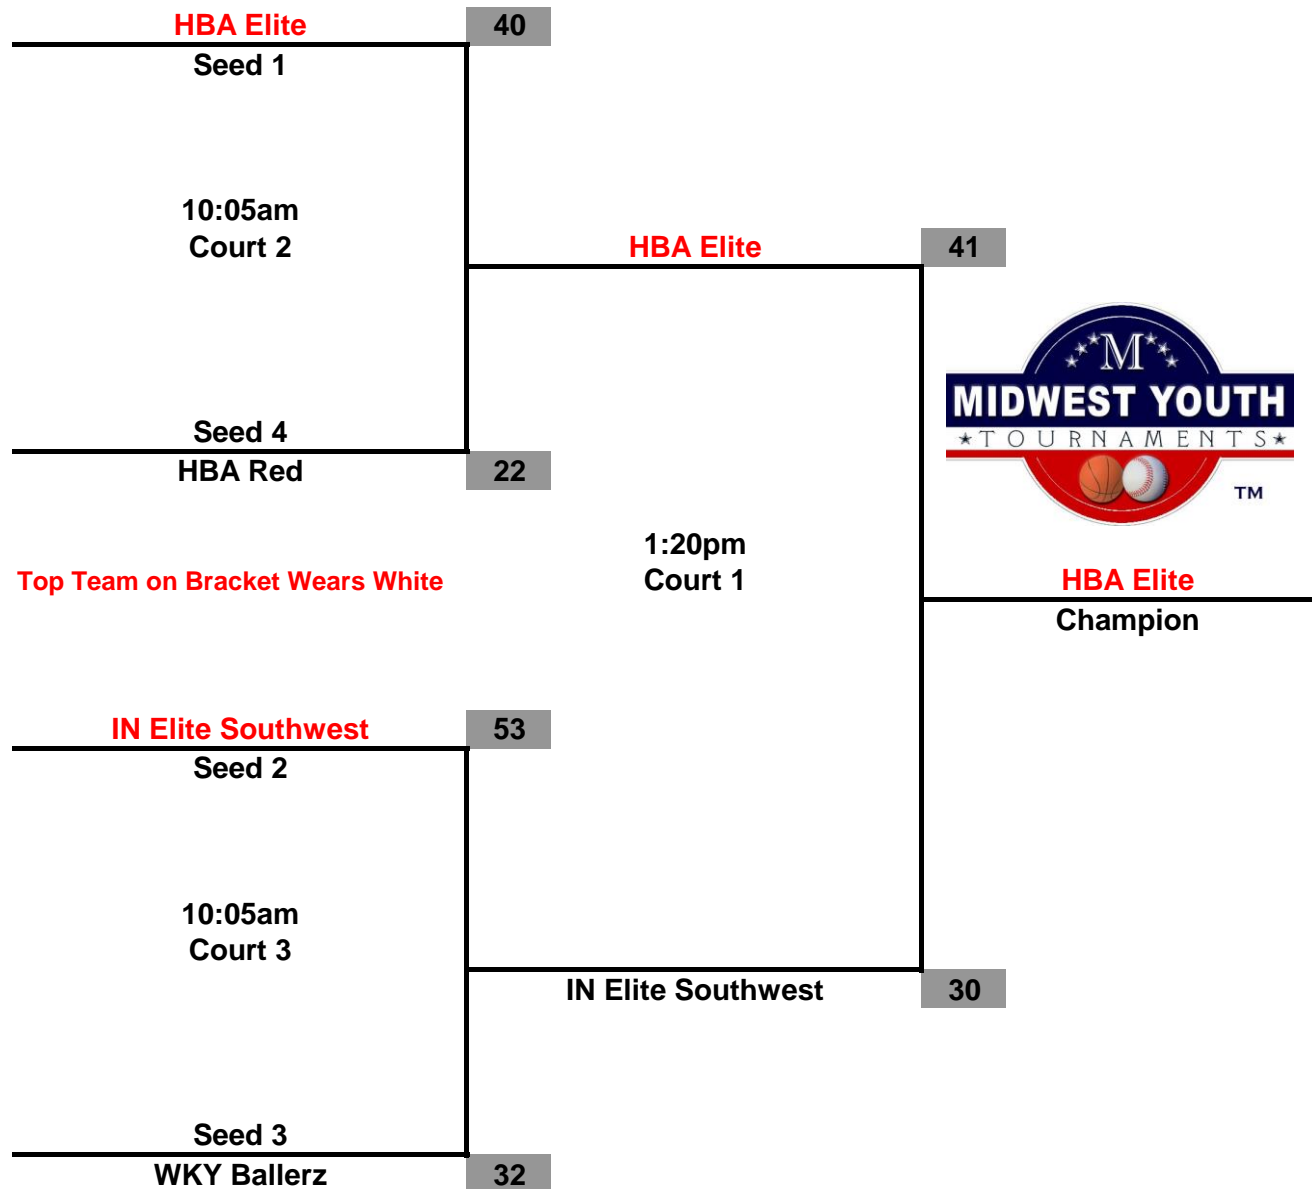 HBA Elite 40
Seed 1
10:05am
Court 2
HBA Elite 41
M
MIDWEST YOUTH
★TOURNAMENTS★
TM
Seed 4
HBA Red 22
1:20pm
Court 1
Top Team on Bracket Wears White
HBA Elite
Champion
IN Elite Southwest 53
Seed 2
10:05am
Court 3
IN Elite Southwest 30
Seed 3
WKY Ballerz 32